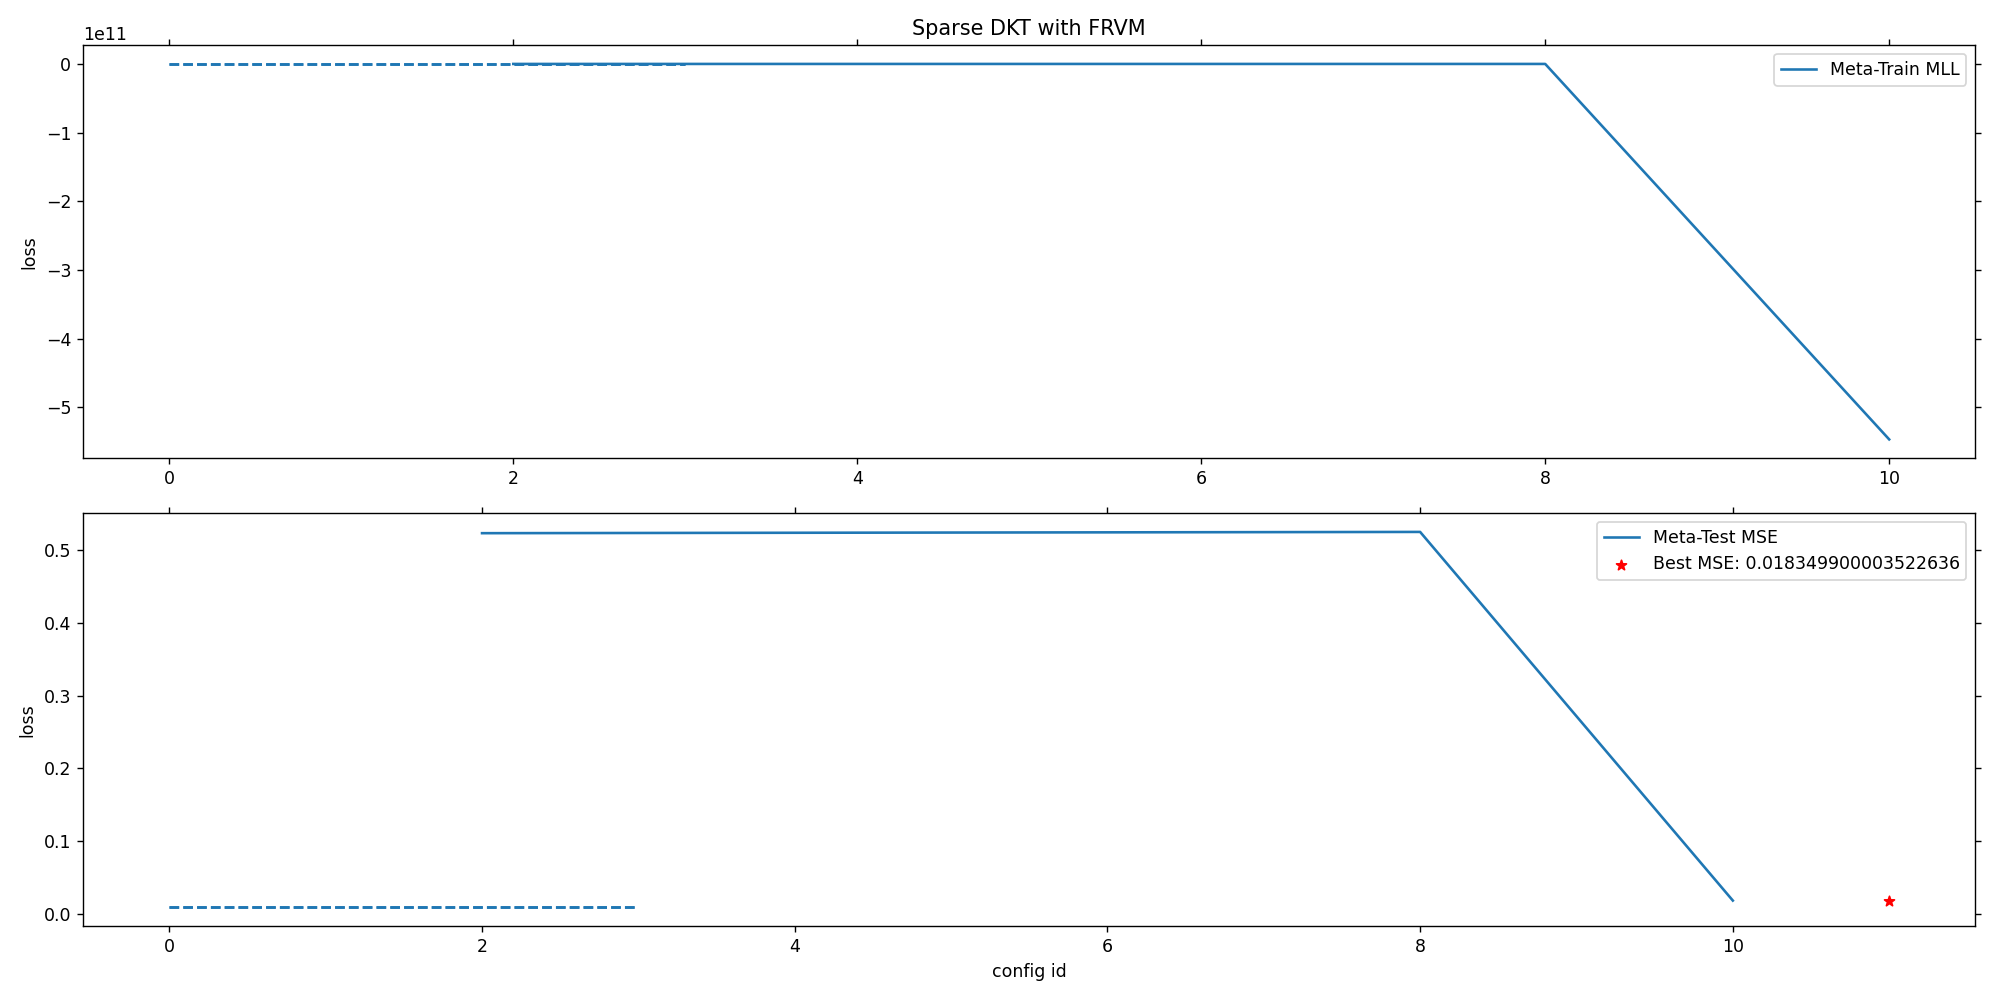 Sparse DKT with FRVM
1e11
0
−1
−2
−3
−4
−5
loss
Meta-Train MLL
0 2 4 6 8 10
0.5
0.4
0.3
0.2
0.1
0.0
loss
Meta-Test MSE
Best MSE: 0.018349900003522636
0 2 4 6 8 10
config id